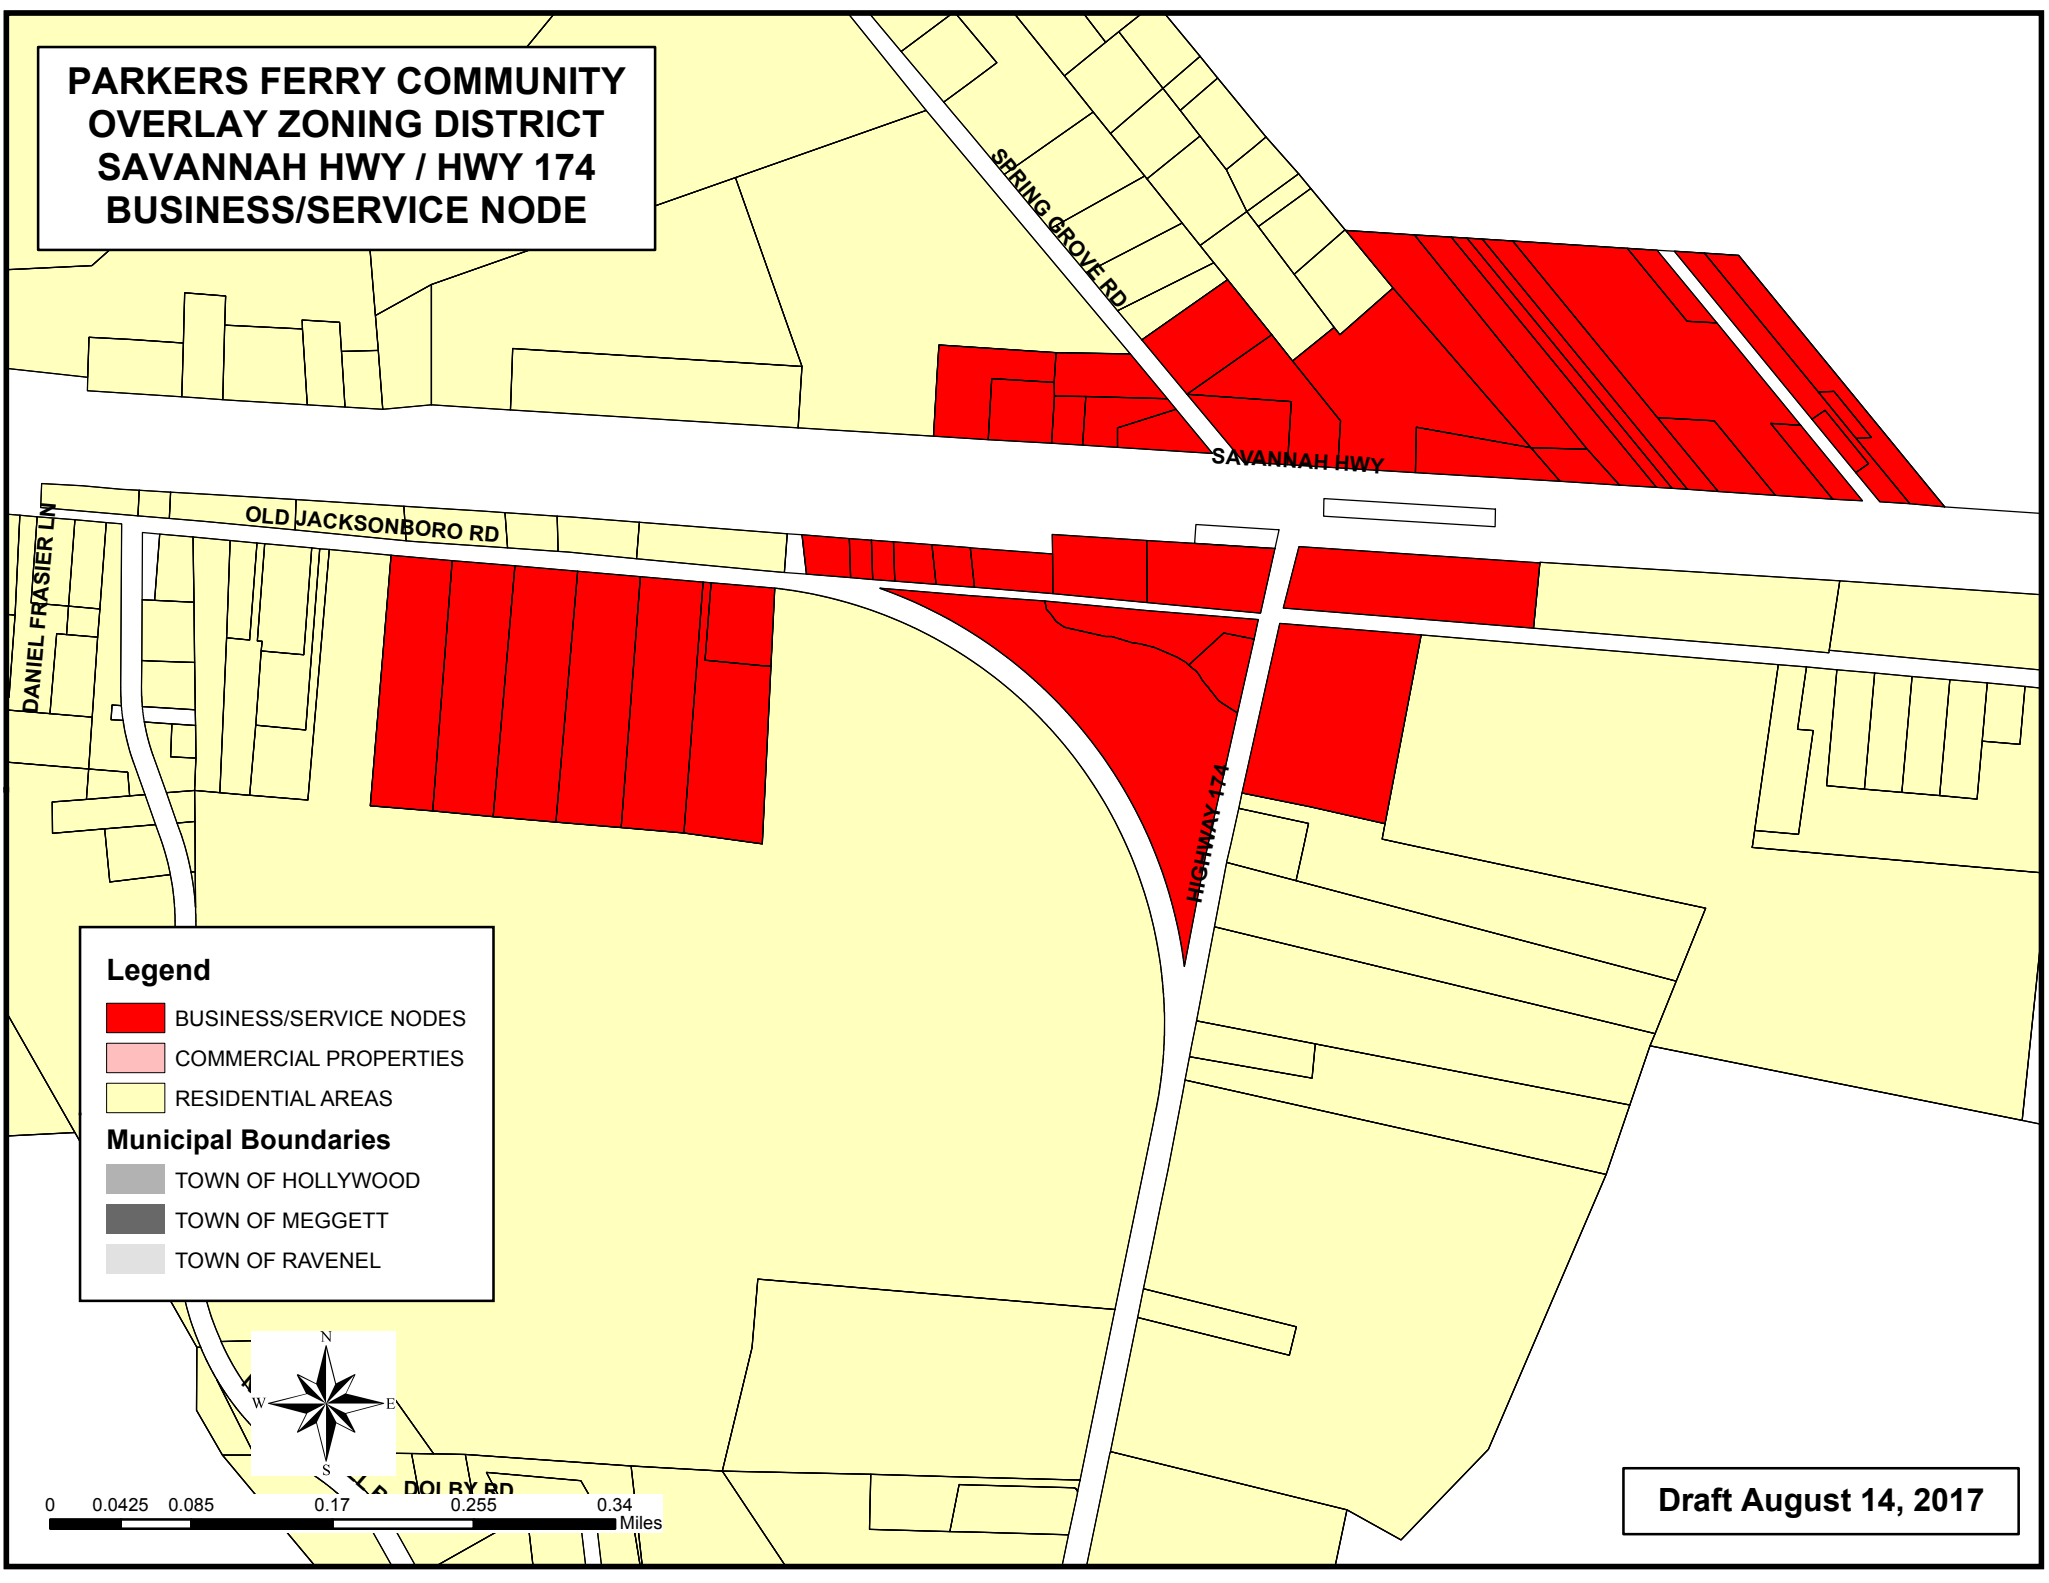 PARKERS FERRY COMMUNITY
OVERLAY ZONING DISTRICT
SAVANNAH HWY / HWY 174
BUSINESS/SERVICE NODE
SPRING GROVE RD
SAVANNAH HWY
OLD JACKSONBORO RD
DANIEL FRASIER LN
HIGHWAY 174
Legend
BUSINESS/SERVICE NODES
COMMERCIAL PROPERTIES
RESIDENTIAL AREAS
Municipal Boundaries
TOWN OF HOLLYWOOD
TOWN OF MEGGETT
TOWN OF RAVENEL
N
W E
S
DOLBY RD
0 0.0425 0.085 0.17 0.255 0.34
Miles
Draft August 14, 2017